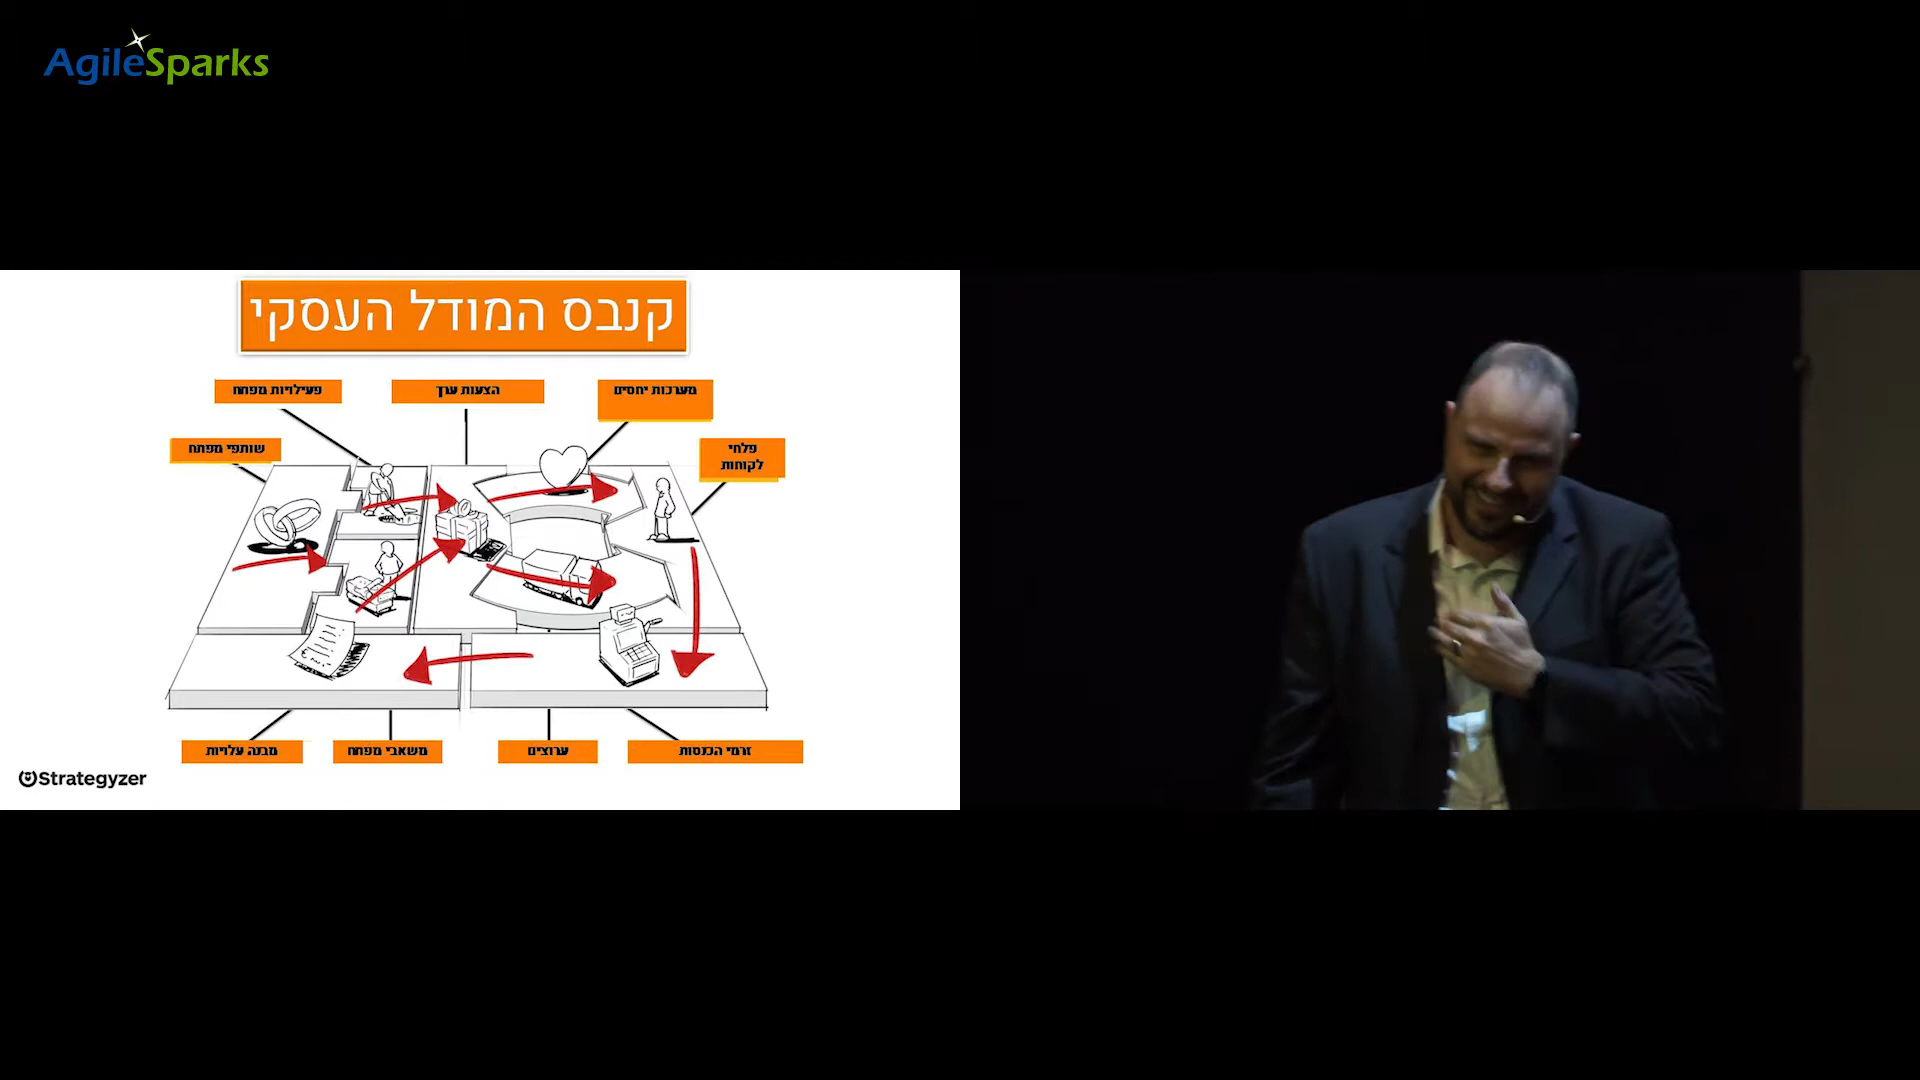 AgileSparks
קנבס המודל העסקי
פעילויות מפתח
הצעות ערך
מערכות יחסים
שותפי מפתח
פלחי
לקוחות
מבנה עלויות
משאבי מפתח
ערוצים
זרמי הכנסות
Strategyzer